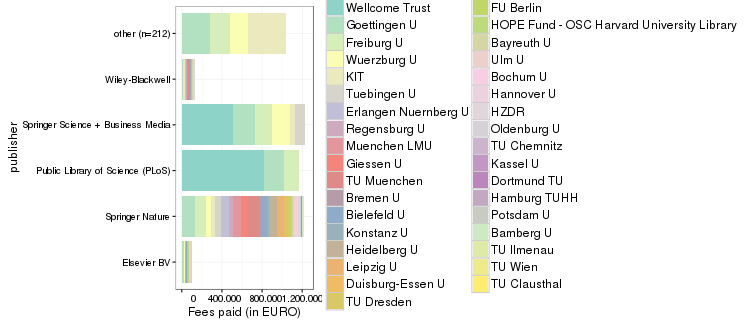 publisher
other (n=212)
Wiley-Blackwell
Springer Science + Business Media
Public Library of Science (PLoS)
Springer Nature
Elsevier BV
0 400.000 800.000 1.200.000
Fees paid (in EURO)
Wellcome Trust
Goettingen U
Freiburg U
Wuerzburg U
KIT
Tuebingen U
Erlangen Nuernberg U
Regensburg U
Muenchen LMU
Giessen U
TU Muenchen
Bremen U
Bielefeld U
Konstanz U
Heidelberg U
Leipzig U
Duisburg-Essen U
TU Dresden
FU Berlin
HOPE Fund - OSC Harvard University Library
Bayreuth U
Ulm U
Bochum U
Hannover U
HZDR
Oldenburg U
TU Chemnitz
Kassel U
Dortmund TU
Hamburg TUHH
Potsdam U
Bamberg U
TU Ilmenau
TU Wien
TU Clausthal